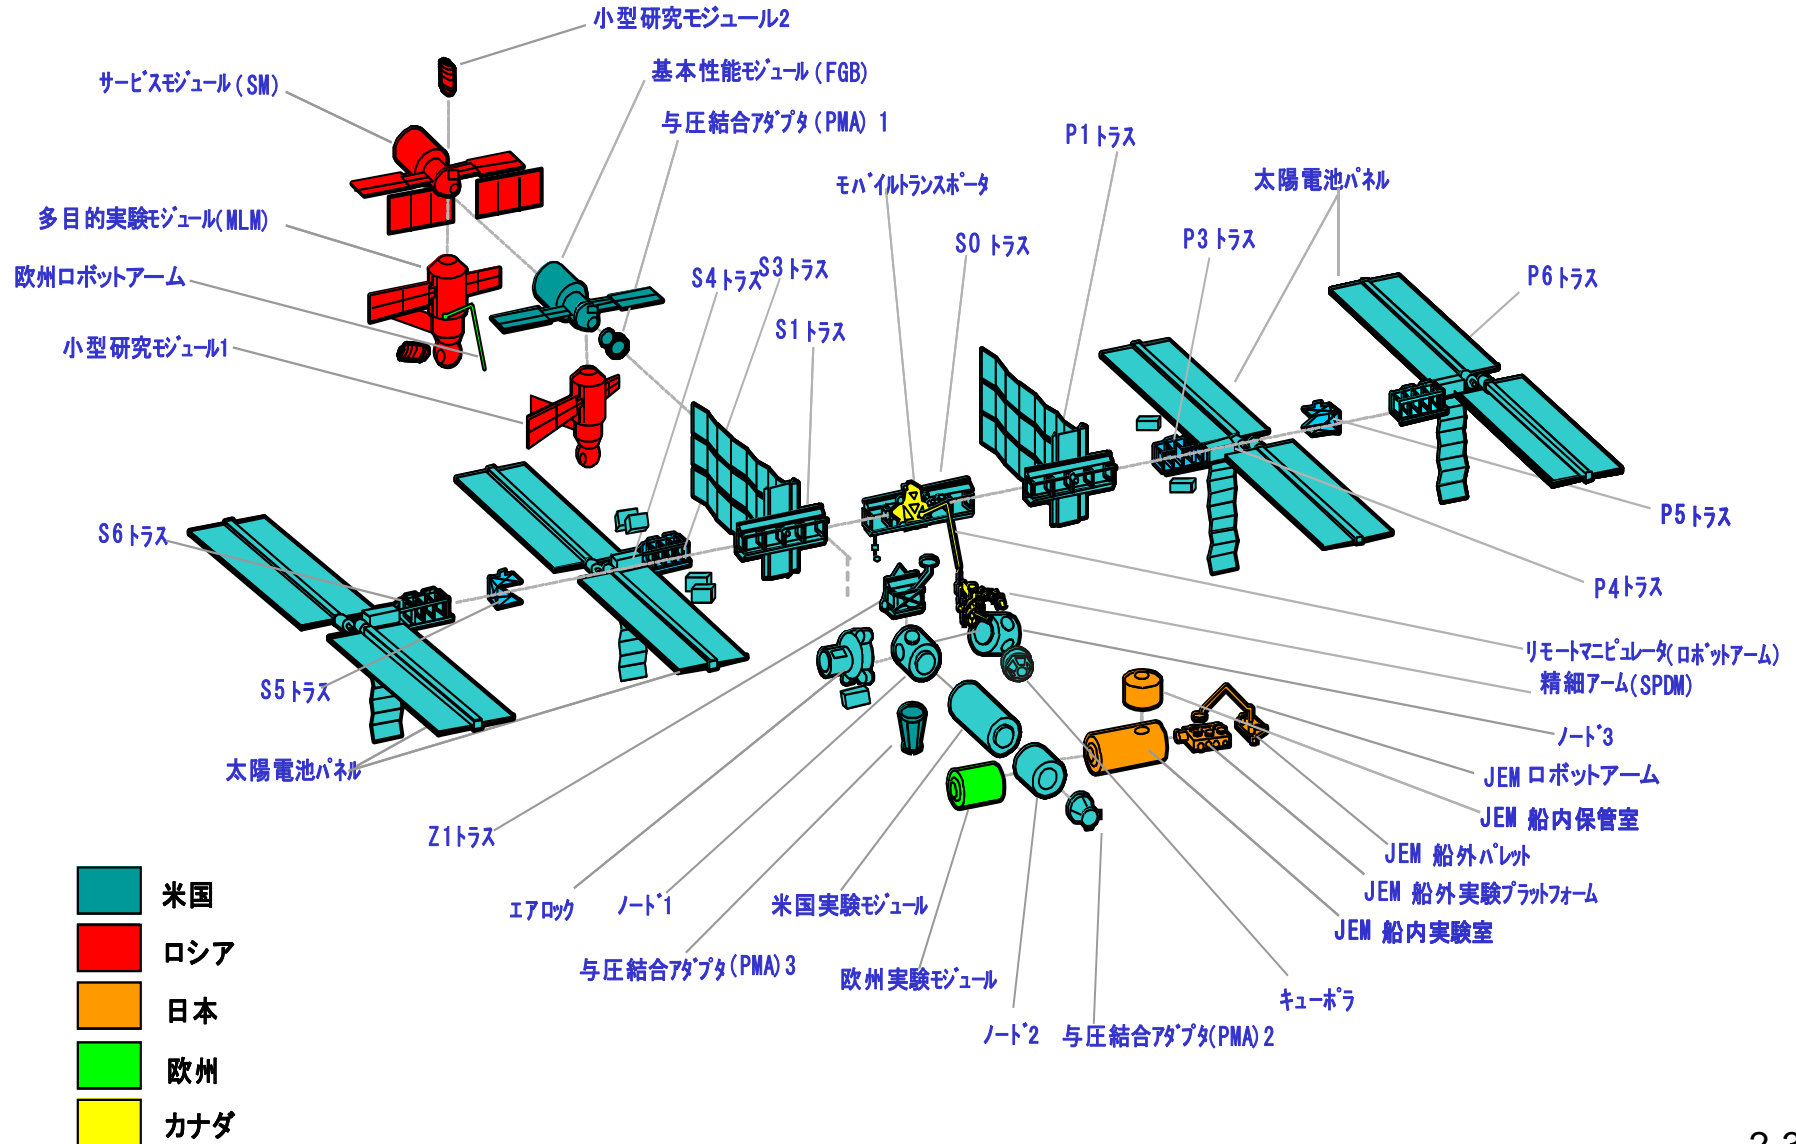 小型研究モジュール2
サービスモジュール(SM)
基本性能モジュール(FGB)
与圧結合アダプタ(PMA) 1
P1トラス
モバイルトランスポータ
太陽電池パネル
多目的実験モジュール(MLM)
S0トラス
P3トラス
欧州ロボットアーム
S4トラス
S3トラス
P6トラス
小型研究モジュール1
S1トラス
S6トラス
P5トラス
P4トラス
リモートマニピュレータ(ロボットアーム)
精細アーム(SPDM)
S5トラス
ノード3
太陽電池パネル
JEM ロボットアーム
Z1トラス
JEM 船内保管室
JEM 船外パレット
米国
エアロック
ノード1
米国実験モジュール
JEM 船外実験プラットフォーム
JEM 船内実験室
ロシア
与圧結合アダプタ(PMA)3
欧州実験モジュール
キューポラ
日本
ノード2
与圧結合アダプタ(PMA)2
欧州
カナダ